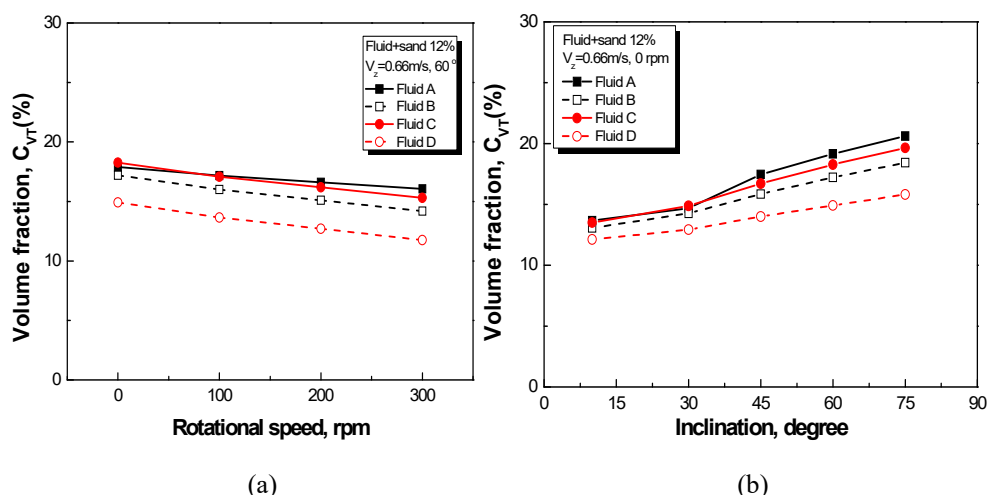 Fluid+sand 12%
V_z=0.66m/s, 60 °
Fluid A
Fluid B
Fluid C
Fluid D
30
20
10
0
Volume fraction, C_VT(%)
0
100
200
300
Rotational speed, rpm
(a)
Fluid+sand 12%
V_z=0.66m/s, 0 rpm
Fluid A
Fluid B
Fluid C
Fluid D
30
20
10
0
Volume fraction, C_VT(%)
0
15
30
45
60
75
90
Inclination, degree
(b)